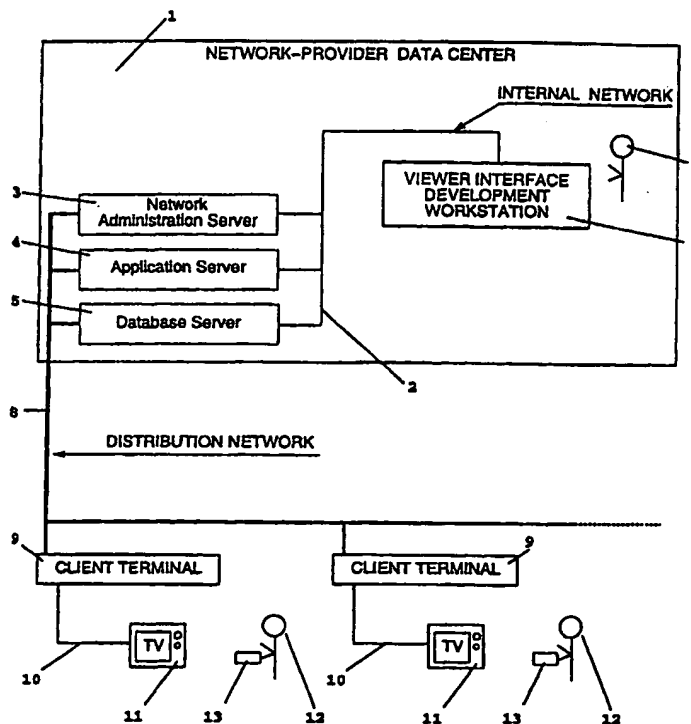 1
NETWORK-PROVIDER DATA CENTER
INTERNAL NETWORK
3
Network
Administration Server
VIEWER INTERFACE
DEVELOPMENT
WORKSTATION
4
Application Server
5
Database Server
2
8
DISTRIBUTION NETWORK
9
CLIENT TERMINAL
CLIENT TERMINAL
9
TV
TV
10
11
13
12
10
11
13
12